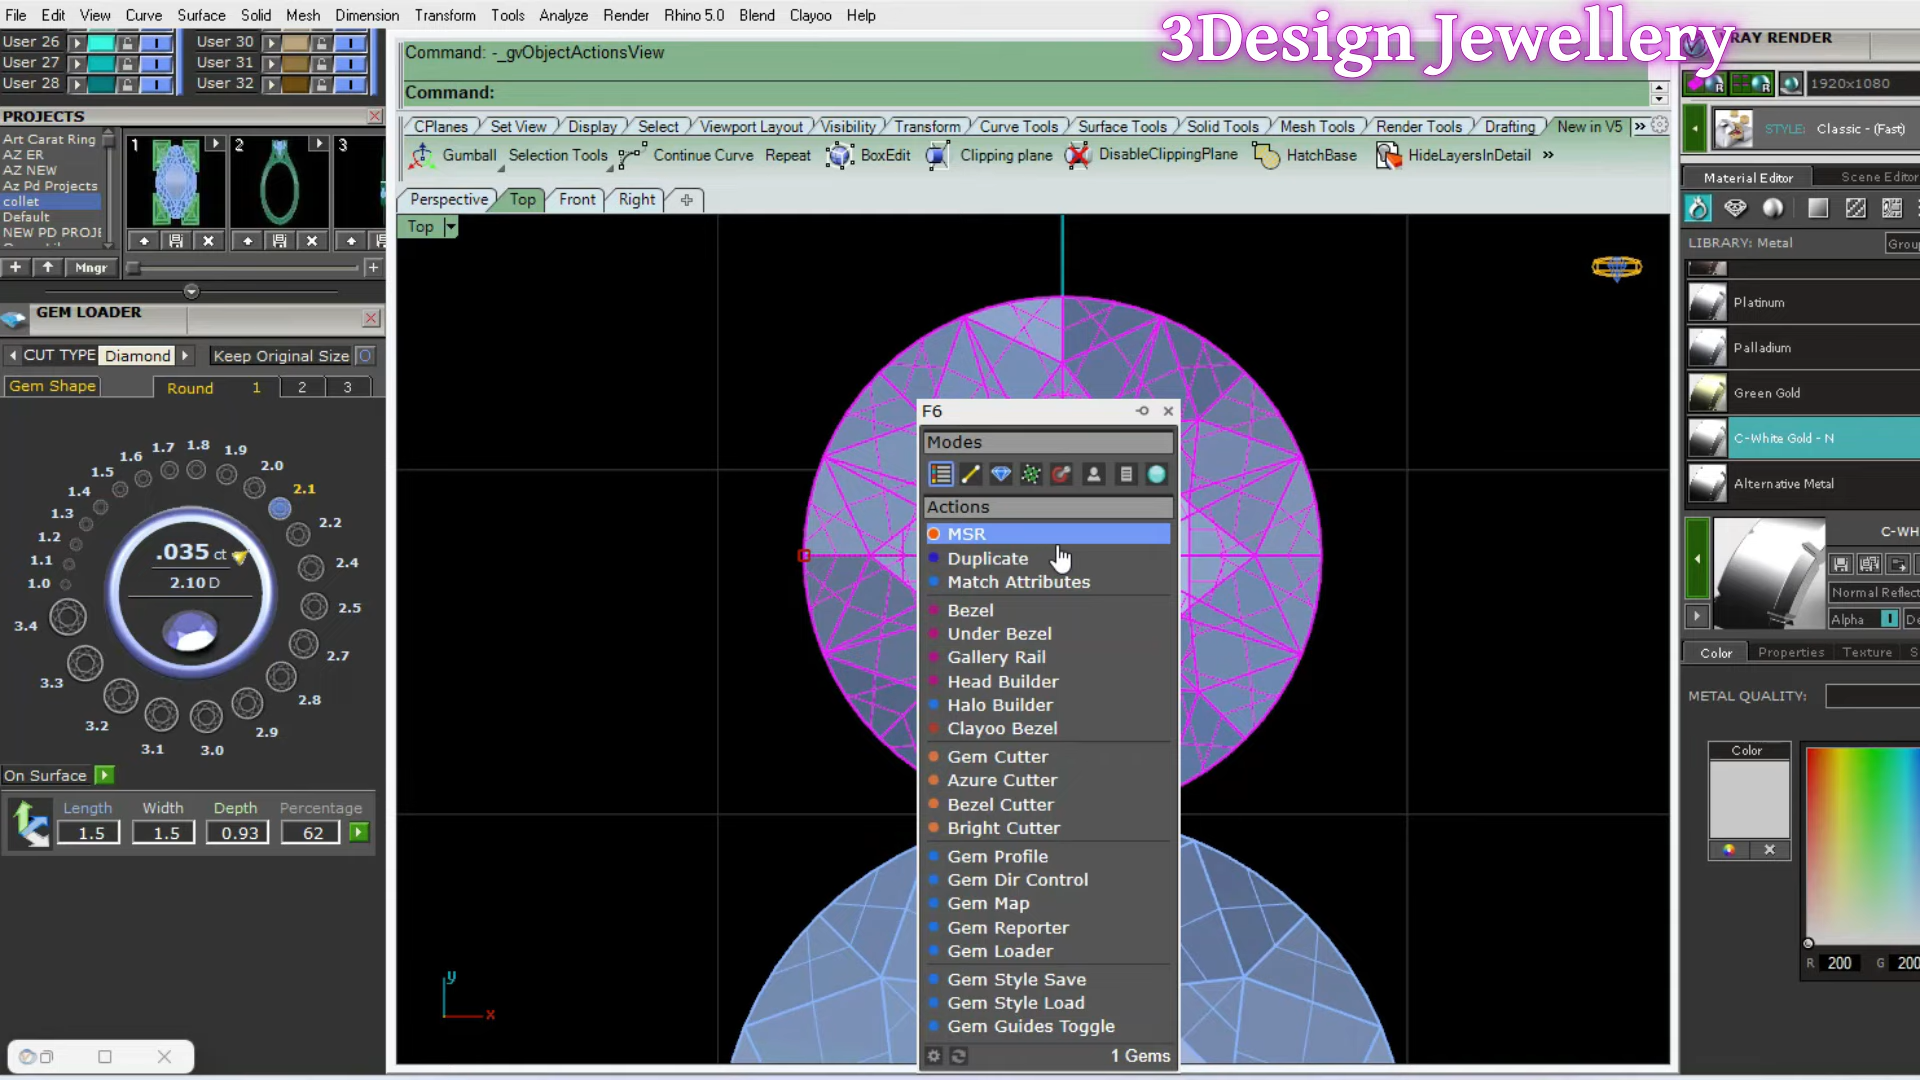 File Edit View Curve Surface Solid Mesh Dimension Transform Tools Analyze Render Rhino 5.0 Blend Clayoo Help
3Design Jewellery
User 26 User 30
User 27 User 31
User 28 User 32
Command: -_gvObjectActionsView
Command:
RAY RENDER
1920x1080
STYLE: Classic - (Fast)
PROJECTS
Art Carat Ring
AZ ER
AZ NEW
Az Pd Projects
collet
Default
NEW PD PROJE
1 2 3
Mngr
CPlanes Set View Display Select Viewport Layout Visibility Transform Curve Tools Surface Tools Solid Tools Mesh Tools Render Tools Drafting New in V5 »
Gumball Selection Tools Continue Curve Repeat BoxEdit Clipping plane DisableClippingPlane HatchBase HideLayersInDetail »
Perspective Top Front Right
Top
Material Editor Scene Editor
LIBRARY: Metal Grou
Platinum
Palladium
Green Gold
C-White Gold - N
Alternative Metal
C-WH
Normal Reflect
Alpha
Color Properties Texture S
METAL QUALITY:
Color
R 200 G 200
GEM LOADER
CUT TYPE Diamond Keep Original Size
Gem Shape Round 1 2 3
1.0
1.1
1.2
1.3
1.4
1.5
1.6
1.7
1.8
1.9
2.0
2.1
2.2
2.4
2.5
2.7
2.8
2.9
3.0
3.1
3.2
3.3
3.4
.035 ct
2.10 D
On Surface
Length Width Depth Percentage
1.5 1.5 0.93 62
F6
Modes
Actions
MSR
Duplicate
Match Attributes
Bezel
Under Bezel
Gallery Rail
Head Builder
Halo Builder
Clayoo Bezel
Gem Cutter
Azure Cutter
Bezel Cutter
Bright Cutter
Gem Profile
Gem Dir Control
Gem Map
Gem Reporter
Gem Loader
Gem Style Save
Gem Style Load
Gem Guides Toggle
1 Gems
y
x